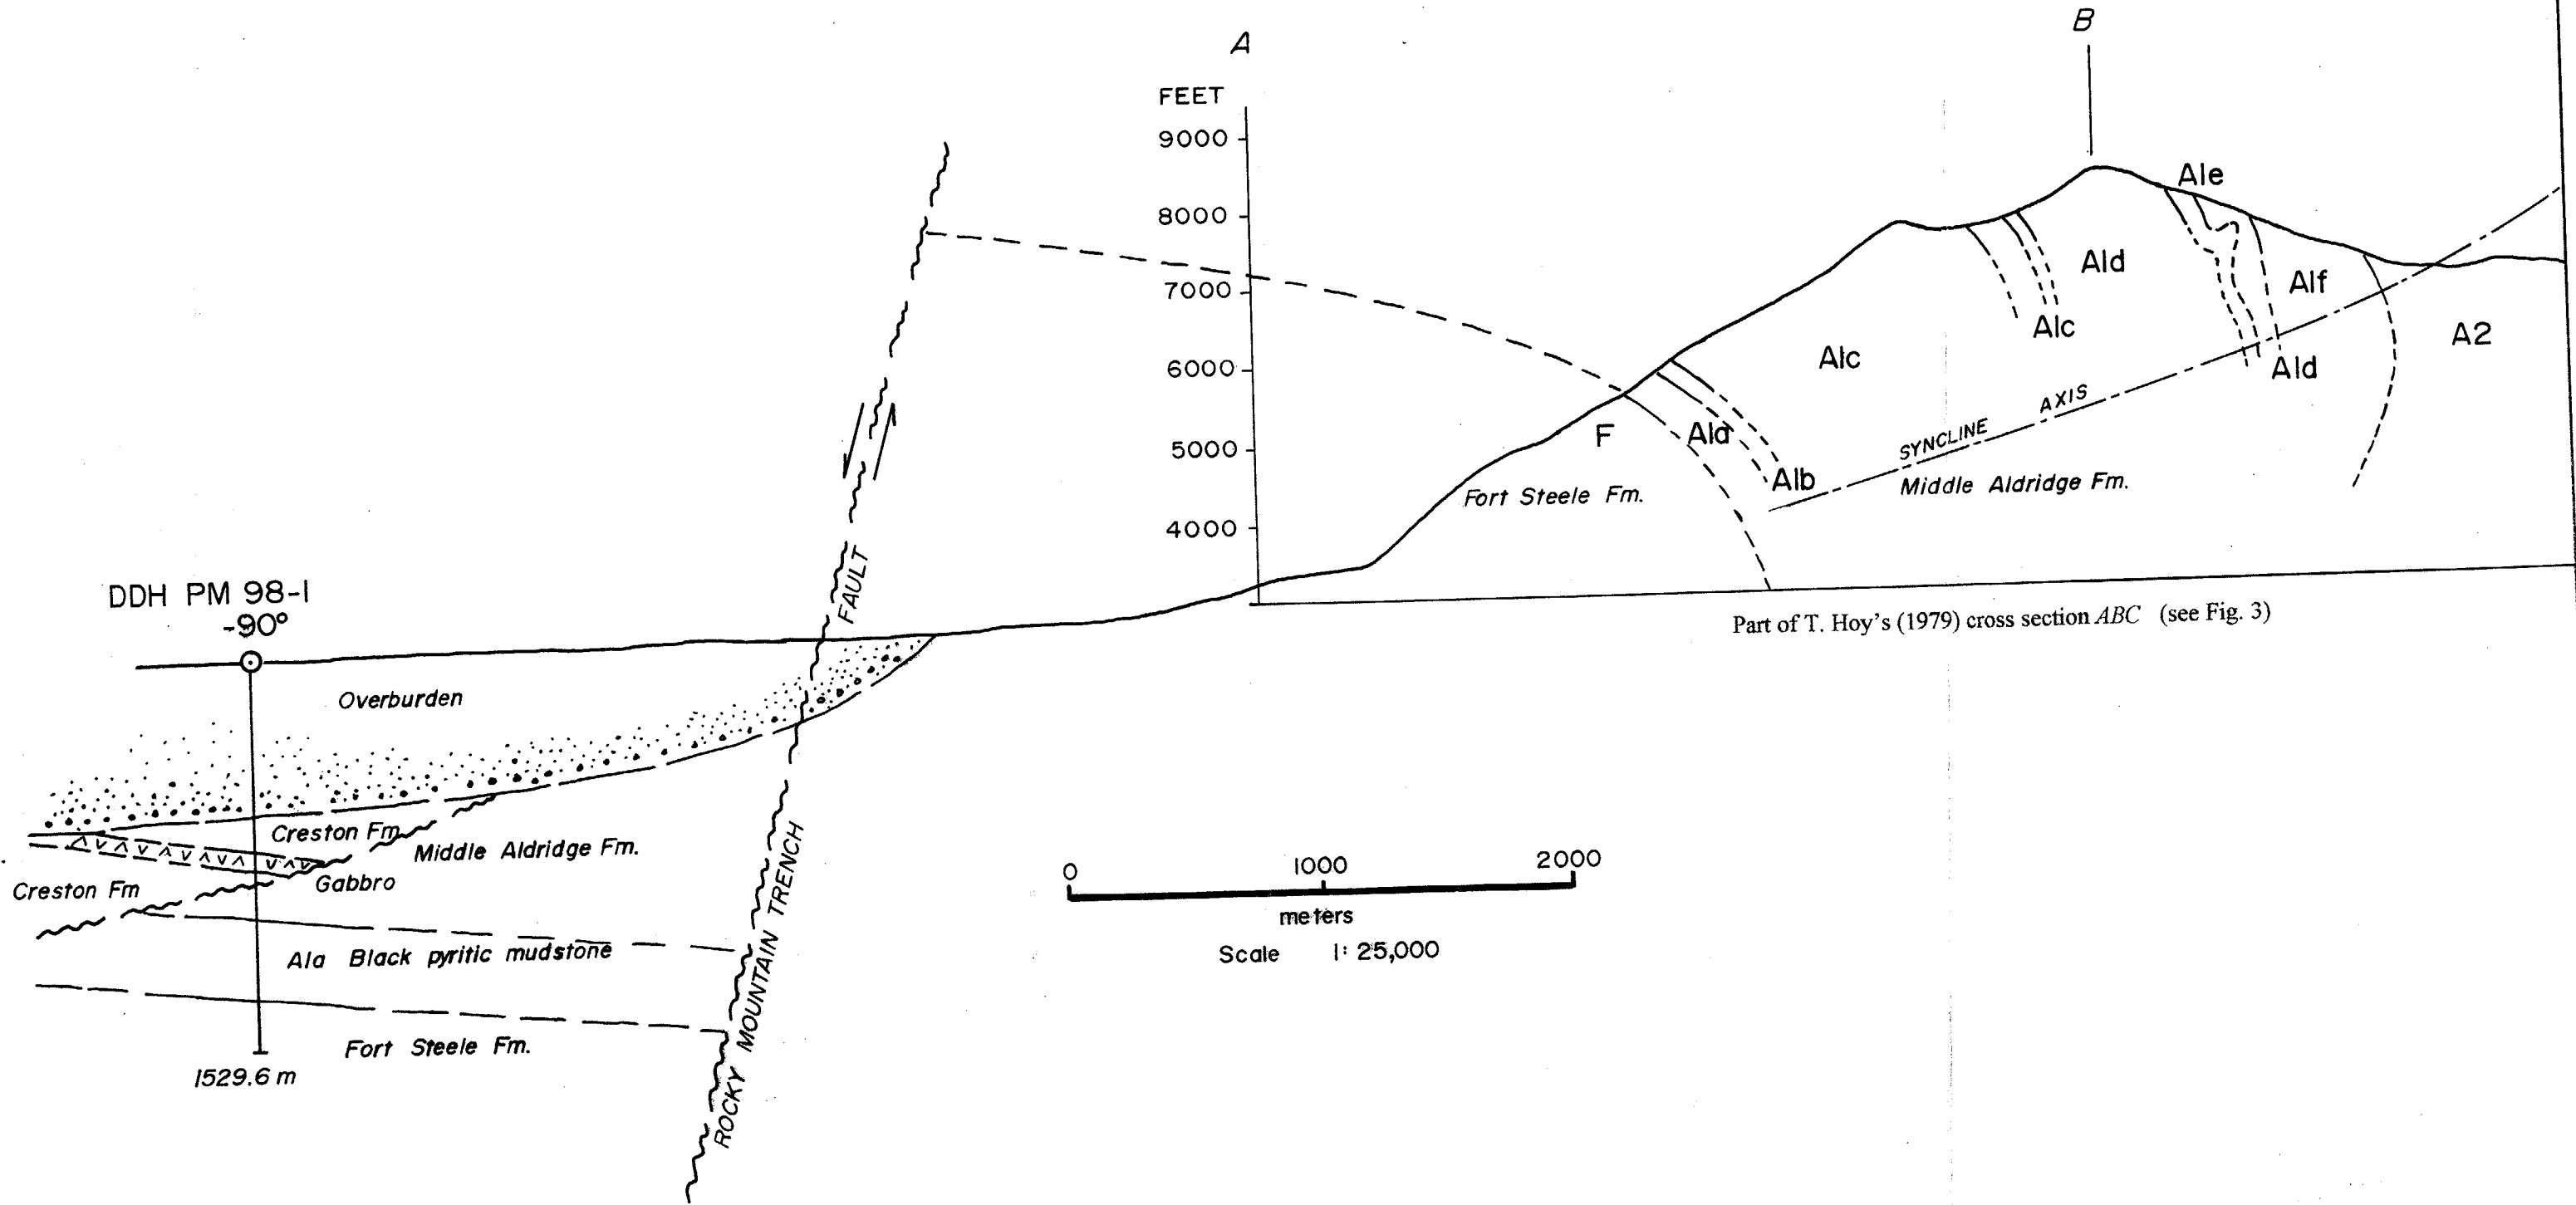 A
B
FEET
9000
8000
7000
6000
5000
4000
Ale
Ald
Alf
Alc
A2
Alc
Ald
F
Ala
Alb
SYNCLINE AXIS
Fort Steele Fm.
Middle Aldridge Fm.
Part of T. Hoy's (1979) cross section ABC (see Fig. 3)
DDH PM 98-1
-90°
FAULT
Overburden
Creston Fm
Middle Aldridge Fm.
Creston Fm
Gabbro
Ala Black pyritic mudstone
Fort Steele Fm.
1529.6 m
ROCKY MOUNTAIN TRENCH
0 1000 2000
meters
Scale 1: 25,000